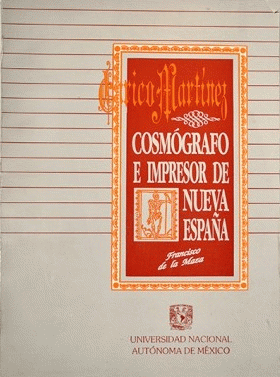 Enrico Martínez
COSMÓGRAFO
E IMPRESOR DE
NUEVA
ESPAÑA
Francisco
de la Maza
UNIVERSIDAD NACIONAL
AUTÓNOMA DE MÉXICO